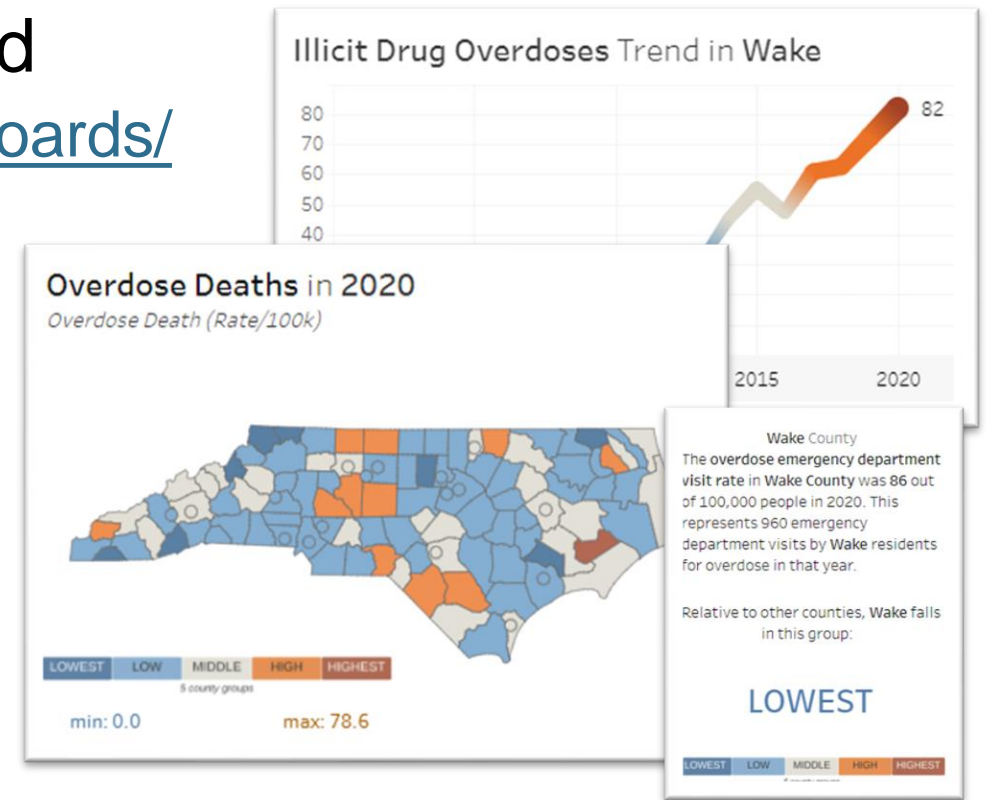 d
oards/
Illicit Drug Overdoses Trend in Wake
80
82
70
60
50
40
2015
2020
Overdose Deaths in 2020
Overdose Death (Rate/100k)
LOWEST LOW MIDDLE HIGH HIGHEST
5 county groups
min: 0.0 max: 78.6
Wake County
The overdose emergency department
visit rate in Wake County was 86 out
of 100,000 people in 2020. This
represents 960 emergency
department visits by Wake residents
for overdose in that year.
Relative to other counties, Wake falls
in this group:
LOWEST
LOWEST LOW MIDDLE HIGH HIGHEST